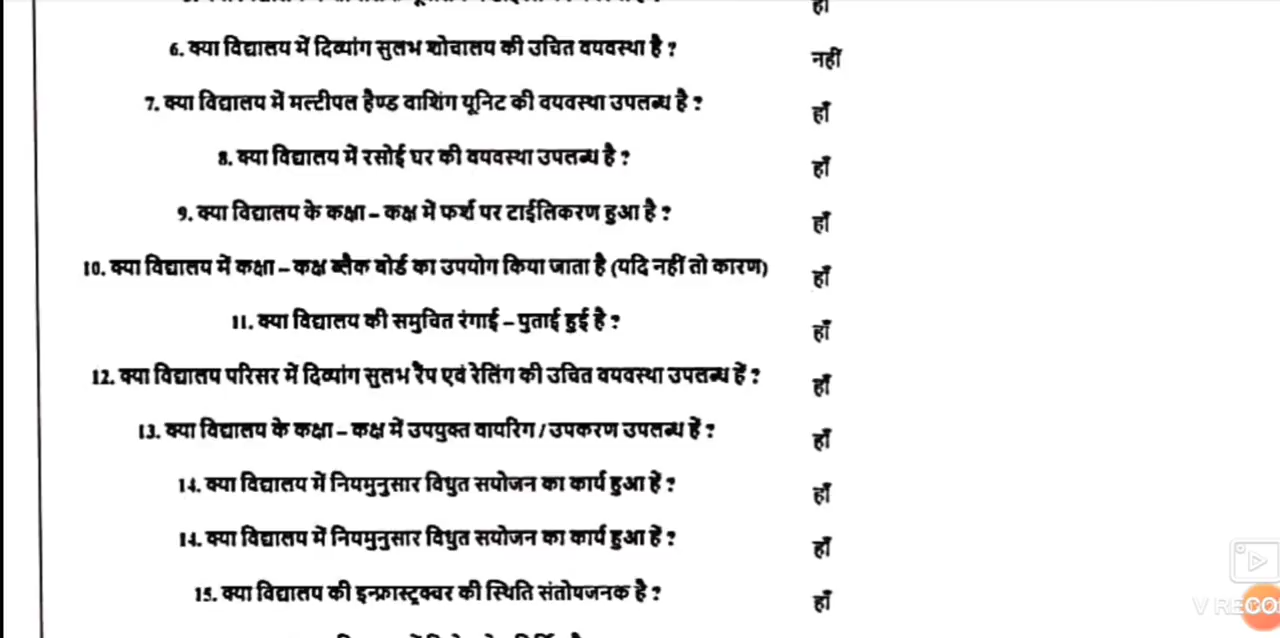 हाँ
6. क्या विद्यालय में दिव्यांग सुलभ शोचालय की उचित वयवस्था है ? नहीं
7. क्या विद्यालय में मल्टीपल हैण्ड वाशिंग यूनिट की वयवस्था उपलब्ध है ? हाँ
8. क्या विद्यालय में रसोई घर की वयवस्था उपलब्ध है ? हाँ
9. क्या विद्यालय के कक्षा – कक्ष में फर्श पर टाईलिकरण हुआ है ? हाँ
10. क्या विद्यालय में कक्षा – कक्ष ब्लैक बोर्ड का उपयोग किया जाता है (यदि नहीं तो कारण) हाँ
11. क्या विद्यालय की समुचित रंगाई – पुताई हुई है ? हाँ
12. क्या विद्यालय परिसर में दिव्यांग सुलभ रैंप एवं रेलिंग की उचित वयवस्था उपलब्ध हें ? हाँ
13. क्या विद्यालय के कक्षा – कक्ष में उपयुक्त वायरिग / उपकरण उपलब्ध हें ? हाँ
14. क्या विद्यालय में नियमुनुसार विधुत सयोजन का कार्य हुआ हें ? हाँ
14. क्या विद्यालय में नियमुनुसार विधुत सयोजन का कार्य हुआ हें ? हाँ
15. क्या विद्यालय की इन्फ्रास्ट्रक्चर की स्थिति संतोषजनक है ? हाँ
V RECO